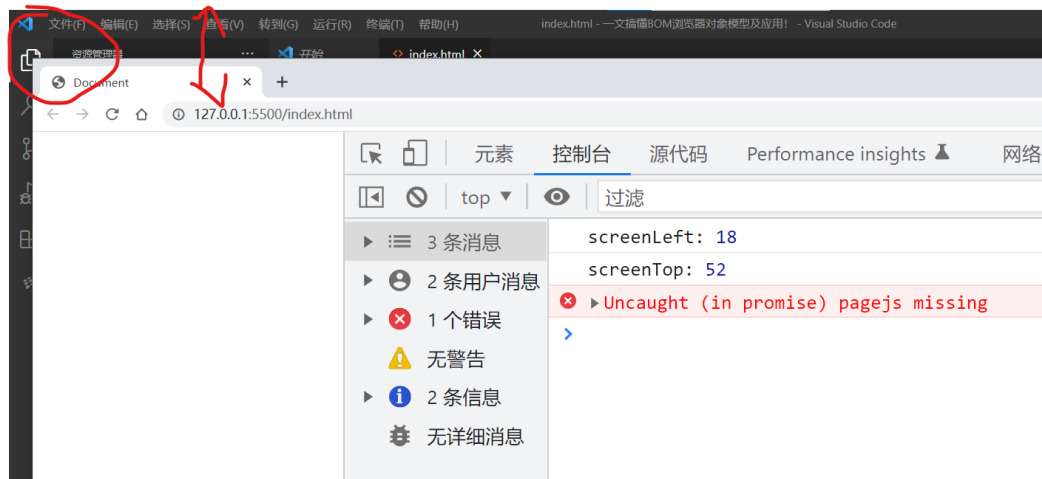 文件(F) 编辑(E) 选择(S) 查看(V) 转到(G) 运行(R) 终端(T) 帮助(H) index.html - 一文搞懂BOM浏览器对象模型及应用！ - Visual Studio Code
资源管理器 ... 开始 index.html
Document
127.0.0.1:5500/index.html
元素 控制台 源代码 Performance insights 网络
top 过滤
3 条消息
screenLeft: 18
2 条用户消息
screenTop: 52
1 个错误
Uncaught (in promise) pagejs missing
无警告
2 条信息
无详细消息